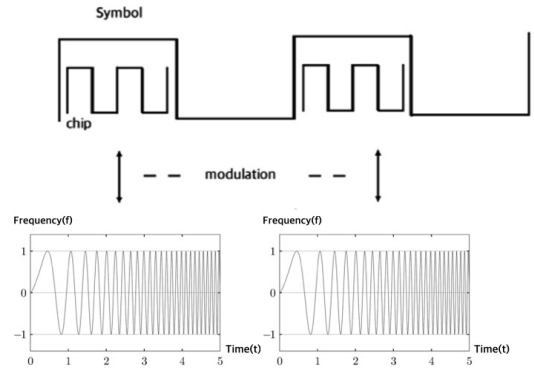 Symbol
chip
modulation
Frequency(f)
1
0
−1
0 1 2 3 4 5
Time(t)
Frequency(f)
1
0
−1
0 1 2 3 4 5
Time(t)